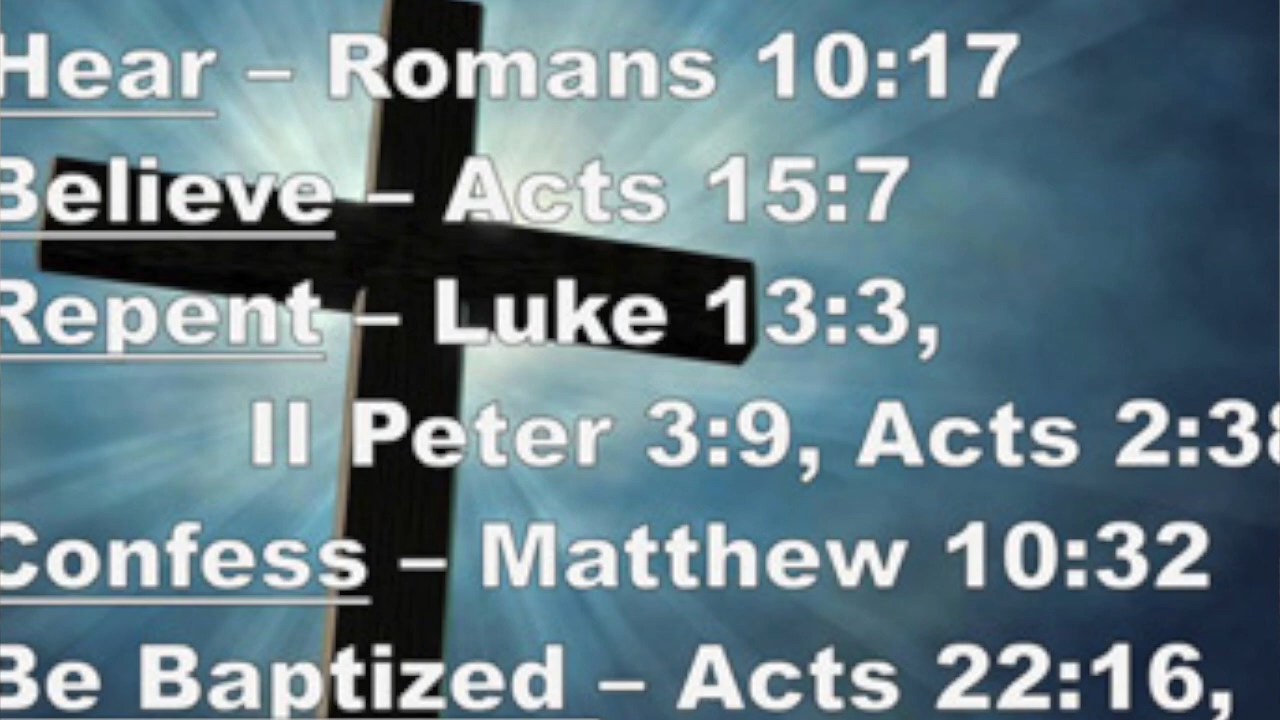 Hear – Romans 10:17
Believe – Acts 15:7
Repent – Luke 13:3,
II Peter 3:9, Acts 2:38
Confess – Matthew 10:32
Be Baptized – Acts 22:16,